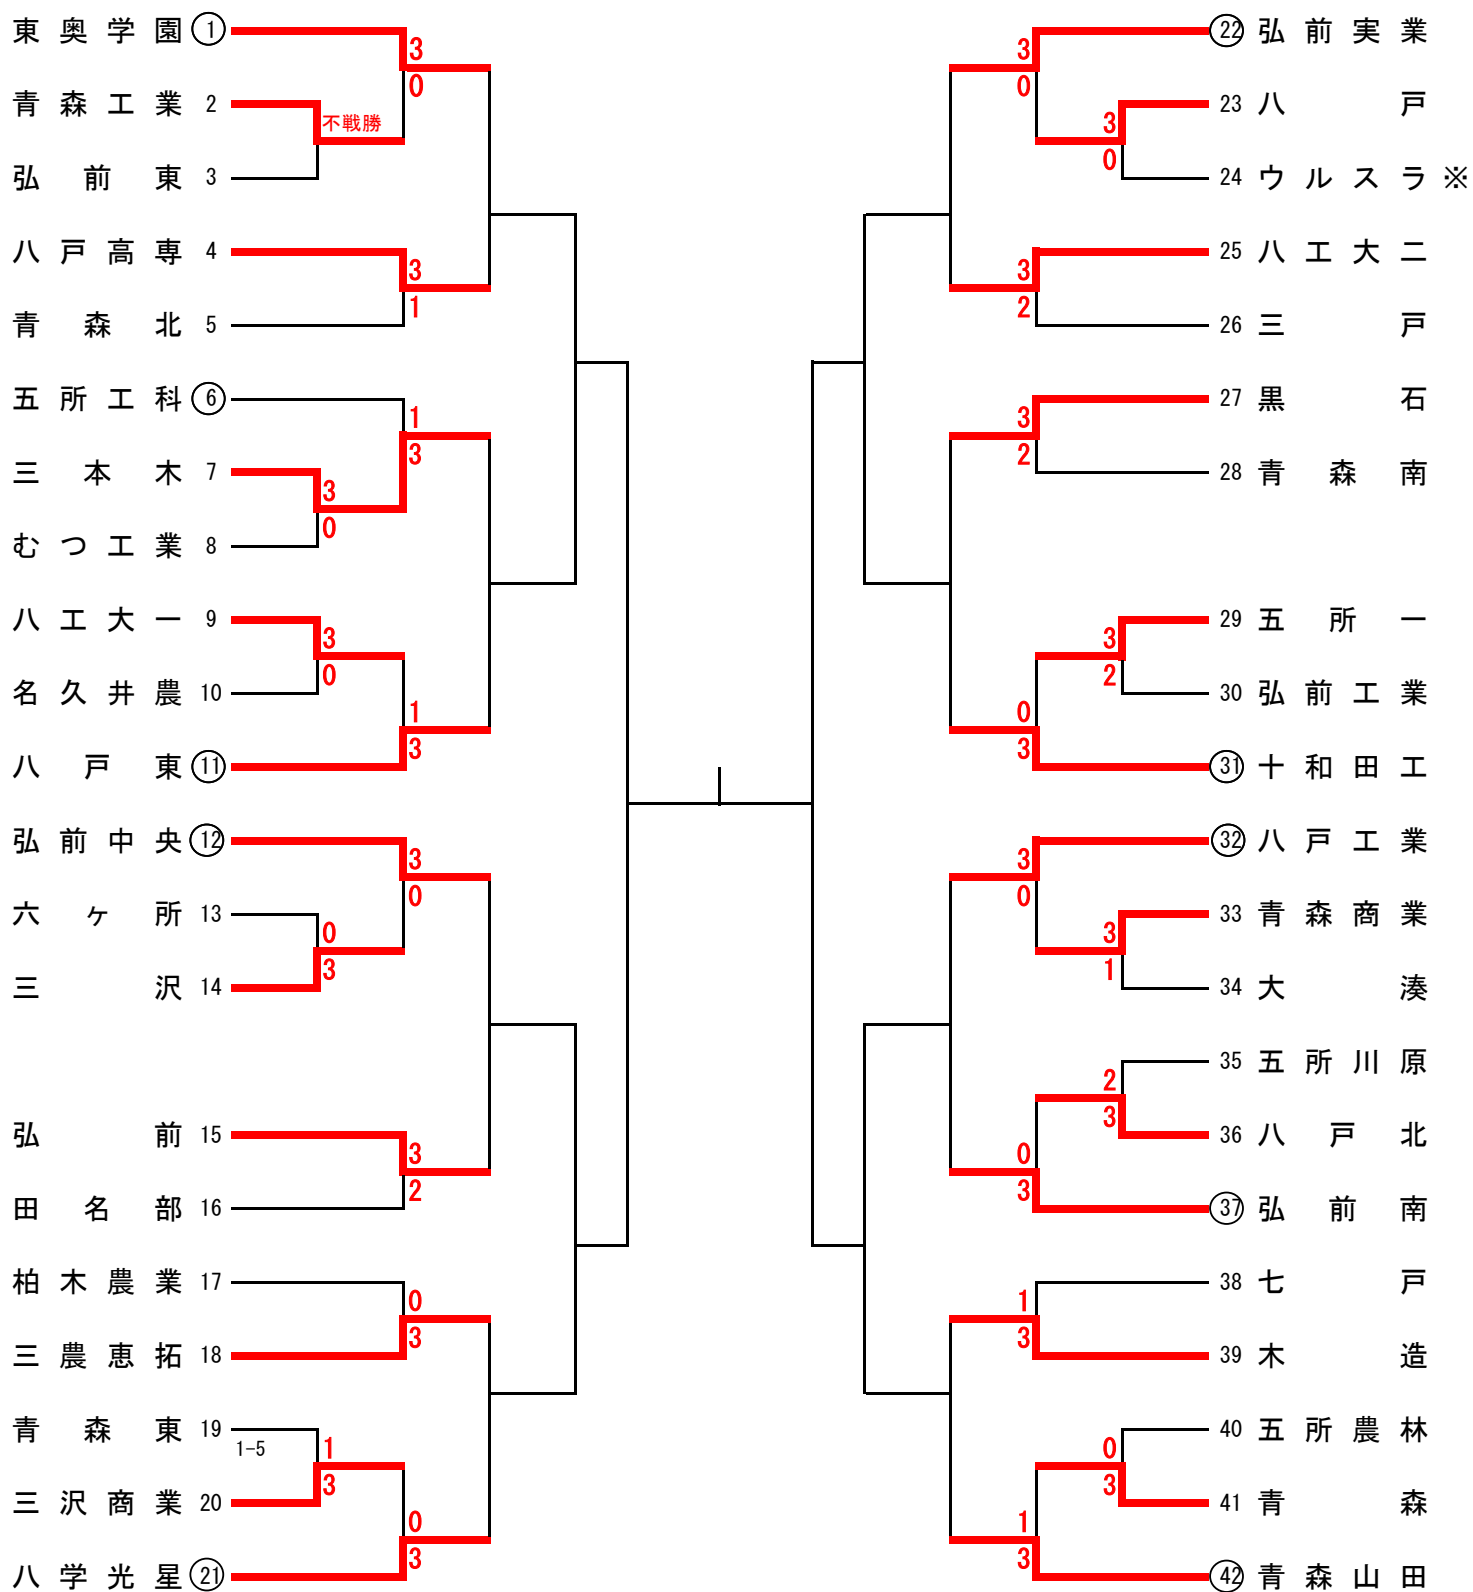 東奥学園 ①
3
0
青森工業 2
不戦勝
弘前東 3
八戸高専 4
3
1
青森北 5
五所工科 ⑥
1
3
三本木 7
3
0
むつ工業 8
八工大一 9
3
0
名久井農 10
1
3
八戸東 ⑪
弘前中央 ⑫
3
0
六ヶ所 13
0
3
三沢 14
弘前 15
3
2
田名部 16
柏木農業 17
0
3
三農恵拓 18
青森東 19
1-5
1
3
三沢商業 20
0
3
八学光星 ㉑
㉒ 弘前実業
3
0
23 八戸
3
0
24 ウルスラ※
25 八工大二
3
2
26 三戸
27 黒石
3
2
28 青森南
29 五所一
3
2
30 弘前工業
0
3
㉛ 十和田工
㉜ 八戸工業
3
0
33 青森商業
3
1
34 大湊
35 五所川原
2
3
36 八戸北
0
3
㊲ 弘前南
38 七戸
1
3
39 木造
40 五所農林
0
3
41 青森
1
3
㊷ 青森山田